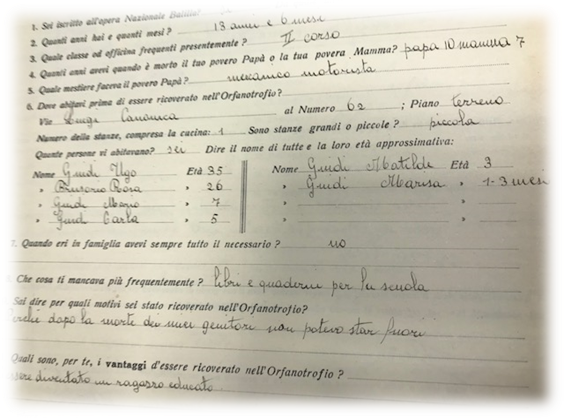 1. Sei iscritto all'opera Nazionale Balilla?
2. Quanti anni hai e quanti mesi? 13 anni e 6 mesi
3. Quale classe od officina frequenti presentemente? II corso
4. Quanti anni avevi quando è morto il tuo povero Papà o la tua povera Mamma? papà 10 mamma 7
5. Quale mestiere faceva il povero Papà? meccanico motorista
6. Dove abitavi prima di essere ricoverato nell'Orfanotrofio?
Via Luigi Canonica al Numero 62 ; Piano terreno
Numero delle stanze, compresa la cucina: 1 Sono stanze grandi o piccole? piccola
Quante persone vi abitavano? sei Dire il nome di tutte e la loro età approssimativa:
Nome Guidi Ugo Età 35 Nome Guidi Matilde Età 3
» Rosa » 26 » Guidi Marisa » 1-3 mesi
» Guidi Mario » 7 » »
» Guidi Carla » 5 » »
7. Quando eri in famiglia avevi sempre tutto il necessario? no
Che cosa ti mancava più frequentemente? libri e quaderni per la scuola
Sai dire per quali motivi sei stato ricoverato nell'Orfanotrofio?
perchè dopo la morte dei miei genitori non potevo star fuori
Quali sono, per te, i vantaggi d'essere ricoverato nell'Orfanotrofio?
essere diventato un ragazzo educato